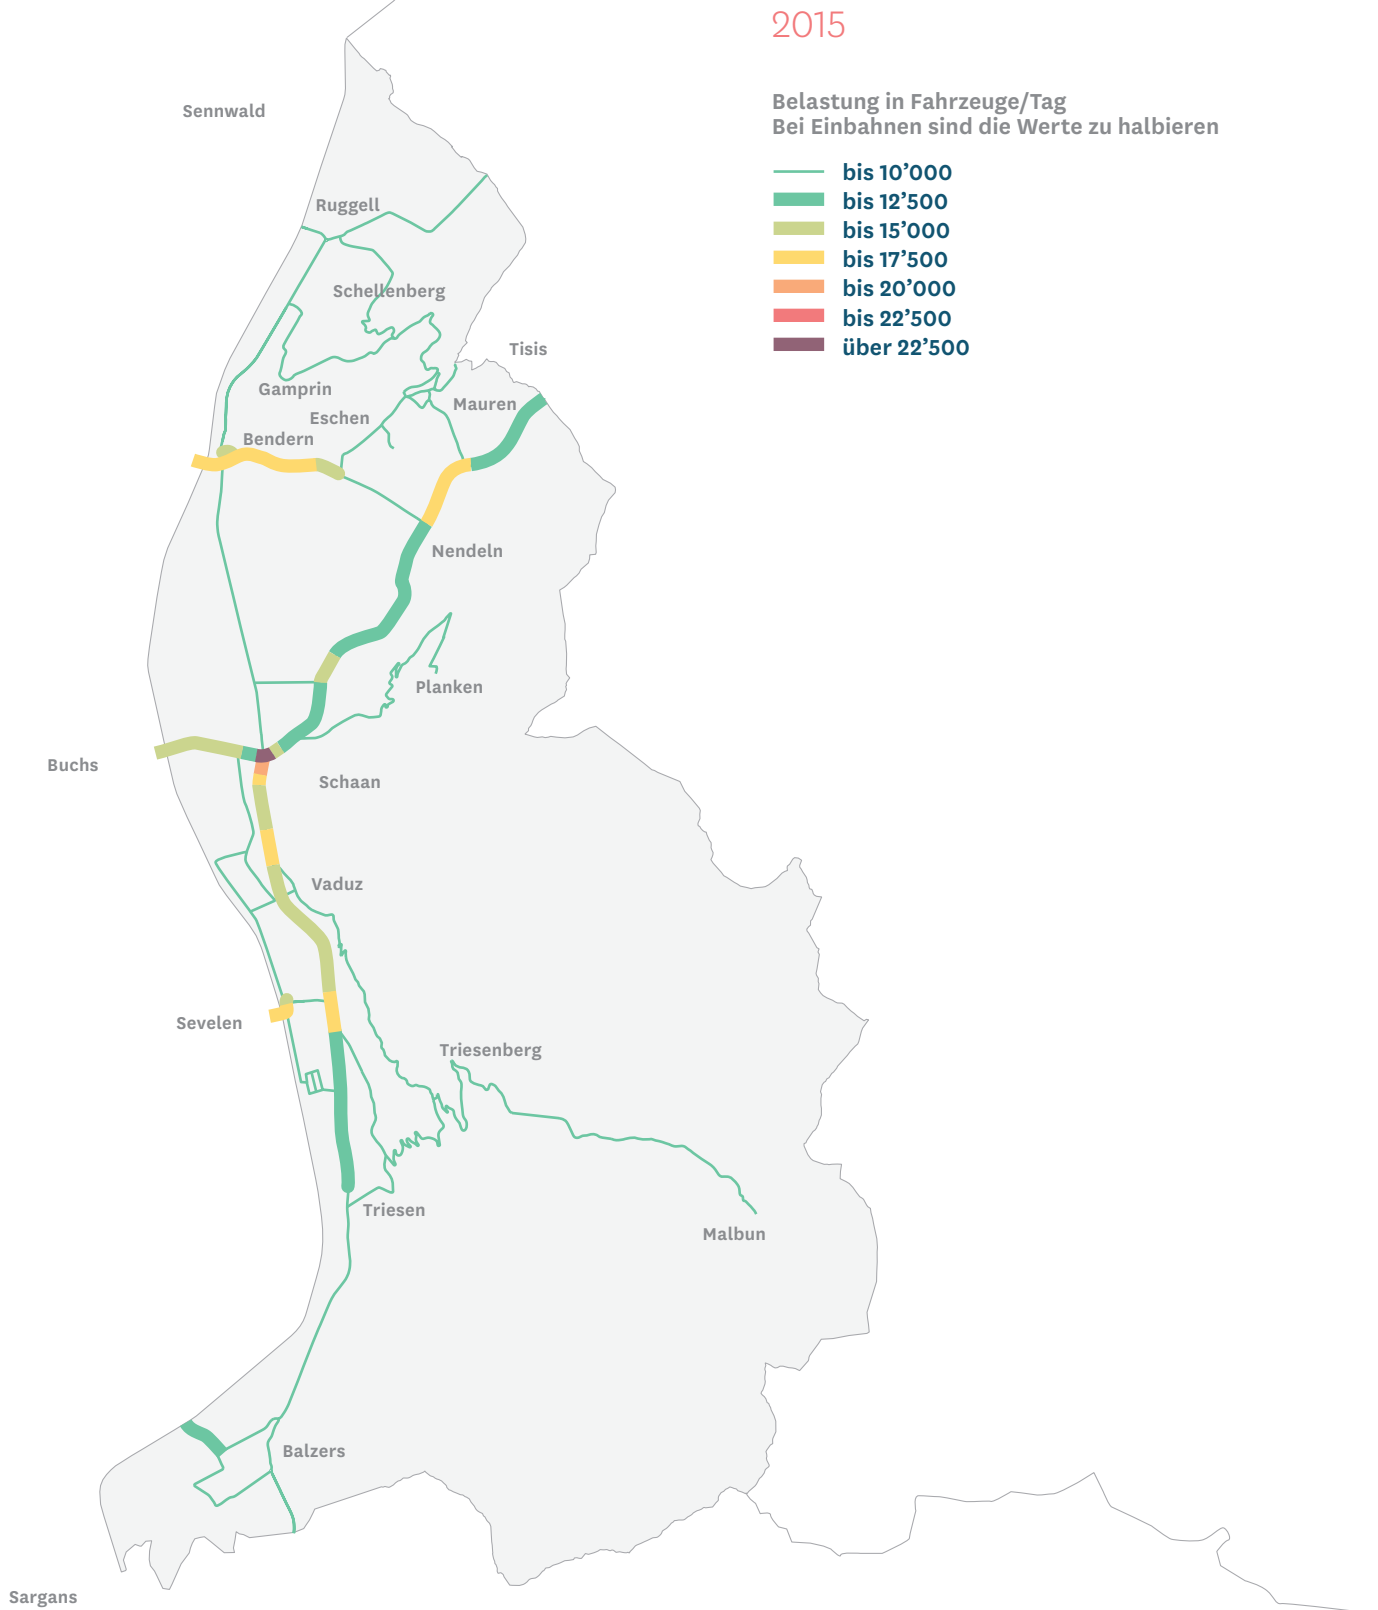 2015
Belastung in Fahrzeuge/Tag
Bei Einbahnen sind die Werte zu halbieren
bis 10’000
bis 12’500
bis 15’000
bis 17’500
bis 20’000
bis 22’500
über 22’500
Sennwald
Ruggell
Schellenberg
Tisis
Gamprin
Mauren
Eschen
Bendern
Nendeln
Planken
Buchs
Schaan
Vaduz
Sevelen
Triesenberg
Triesen
Malbun
Balzers
Sargans